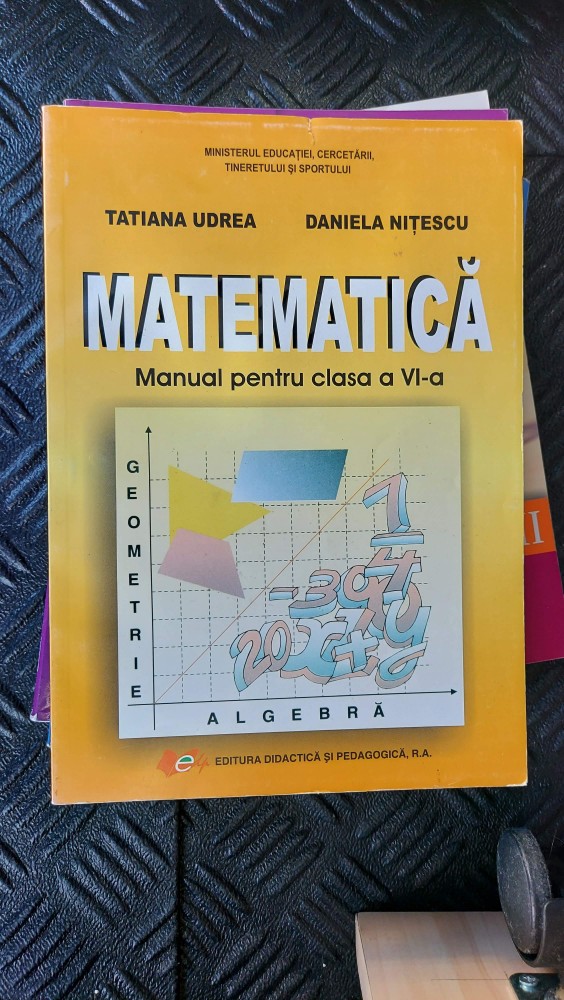 MINISTERUL EDUCAȚIEI, CERCETĂRII,
TINERETULUI ȘI SPORTULUI
TATIANA UDREA DANIELA NIȚESCU
MATEMATICĂ
Manual pentru clasa a VI-a
GEOMETRIE
ALGEBRĂ
EDITURA DIDACTICĂ ȘI PEDAGOGICĂ, R.A.